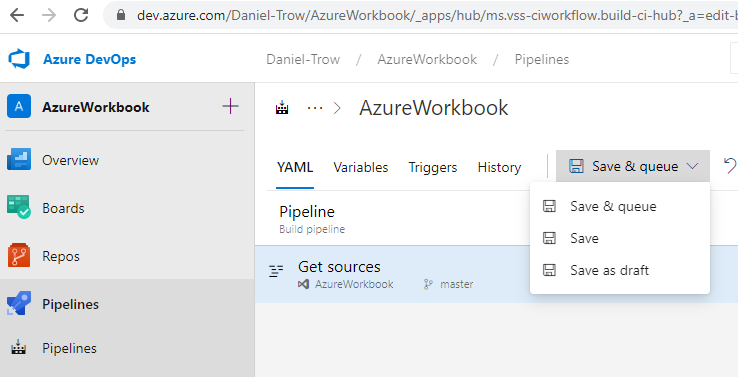 dev.azure.com/Daniel-Trow/AzureWorkbook/_apps/hub/ms.vss-ciworkflow.build-ci-hub?_a=edit-b
Azure DevOps Daniel-Trow / AzureWorkbook / Pipelines
A AzureWorkbook + ... > AzureWorkbook
Overview YAML Variables Triggers History Save & queue
Boards Pipeline Save & queue
Build pipeline
Save
Repos Get sources Save as draft
AzureWorkbook master
Pipelines
Pipelines